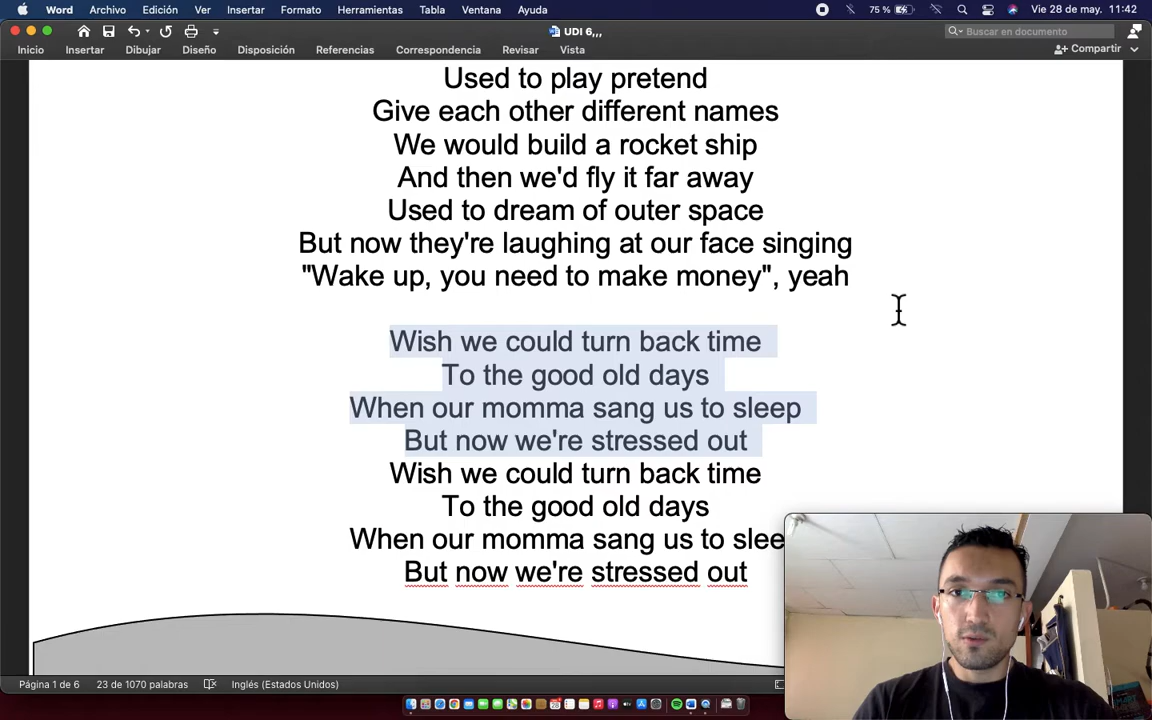 Word Archivo Edición Ver Insertar Formato Herramientas Tabla Ventana Ayuda 75 % Vie 28 de may. 11:42
UDI 6,,, Buscar en documento
Inicio Insertar Dibujar Diseño Disposición Referencias Correspondencia Revisar Vista Compartir
Used to play pretend
Give each other different names
We would build a rocket ship
And then we'd fly it far away
Used to dream of outer space
But now they're laughing at our face singing
"Wake up, you need to make money", yeah
Wish we could turn back time
To the good old days
When our momma sang us to sleep
But now we're stressed out
Wish we could turn back time
To the good old days
When our momma sang us to slee
But now we're stressed out
Página 1 de 6 23 de 1070 palabras Inglés (Estados Unidos)